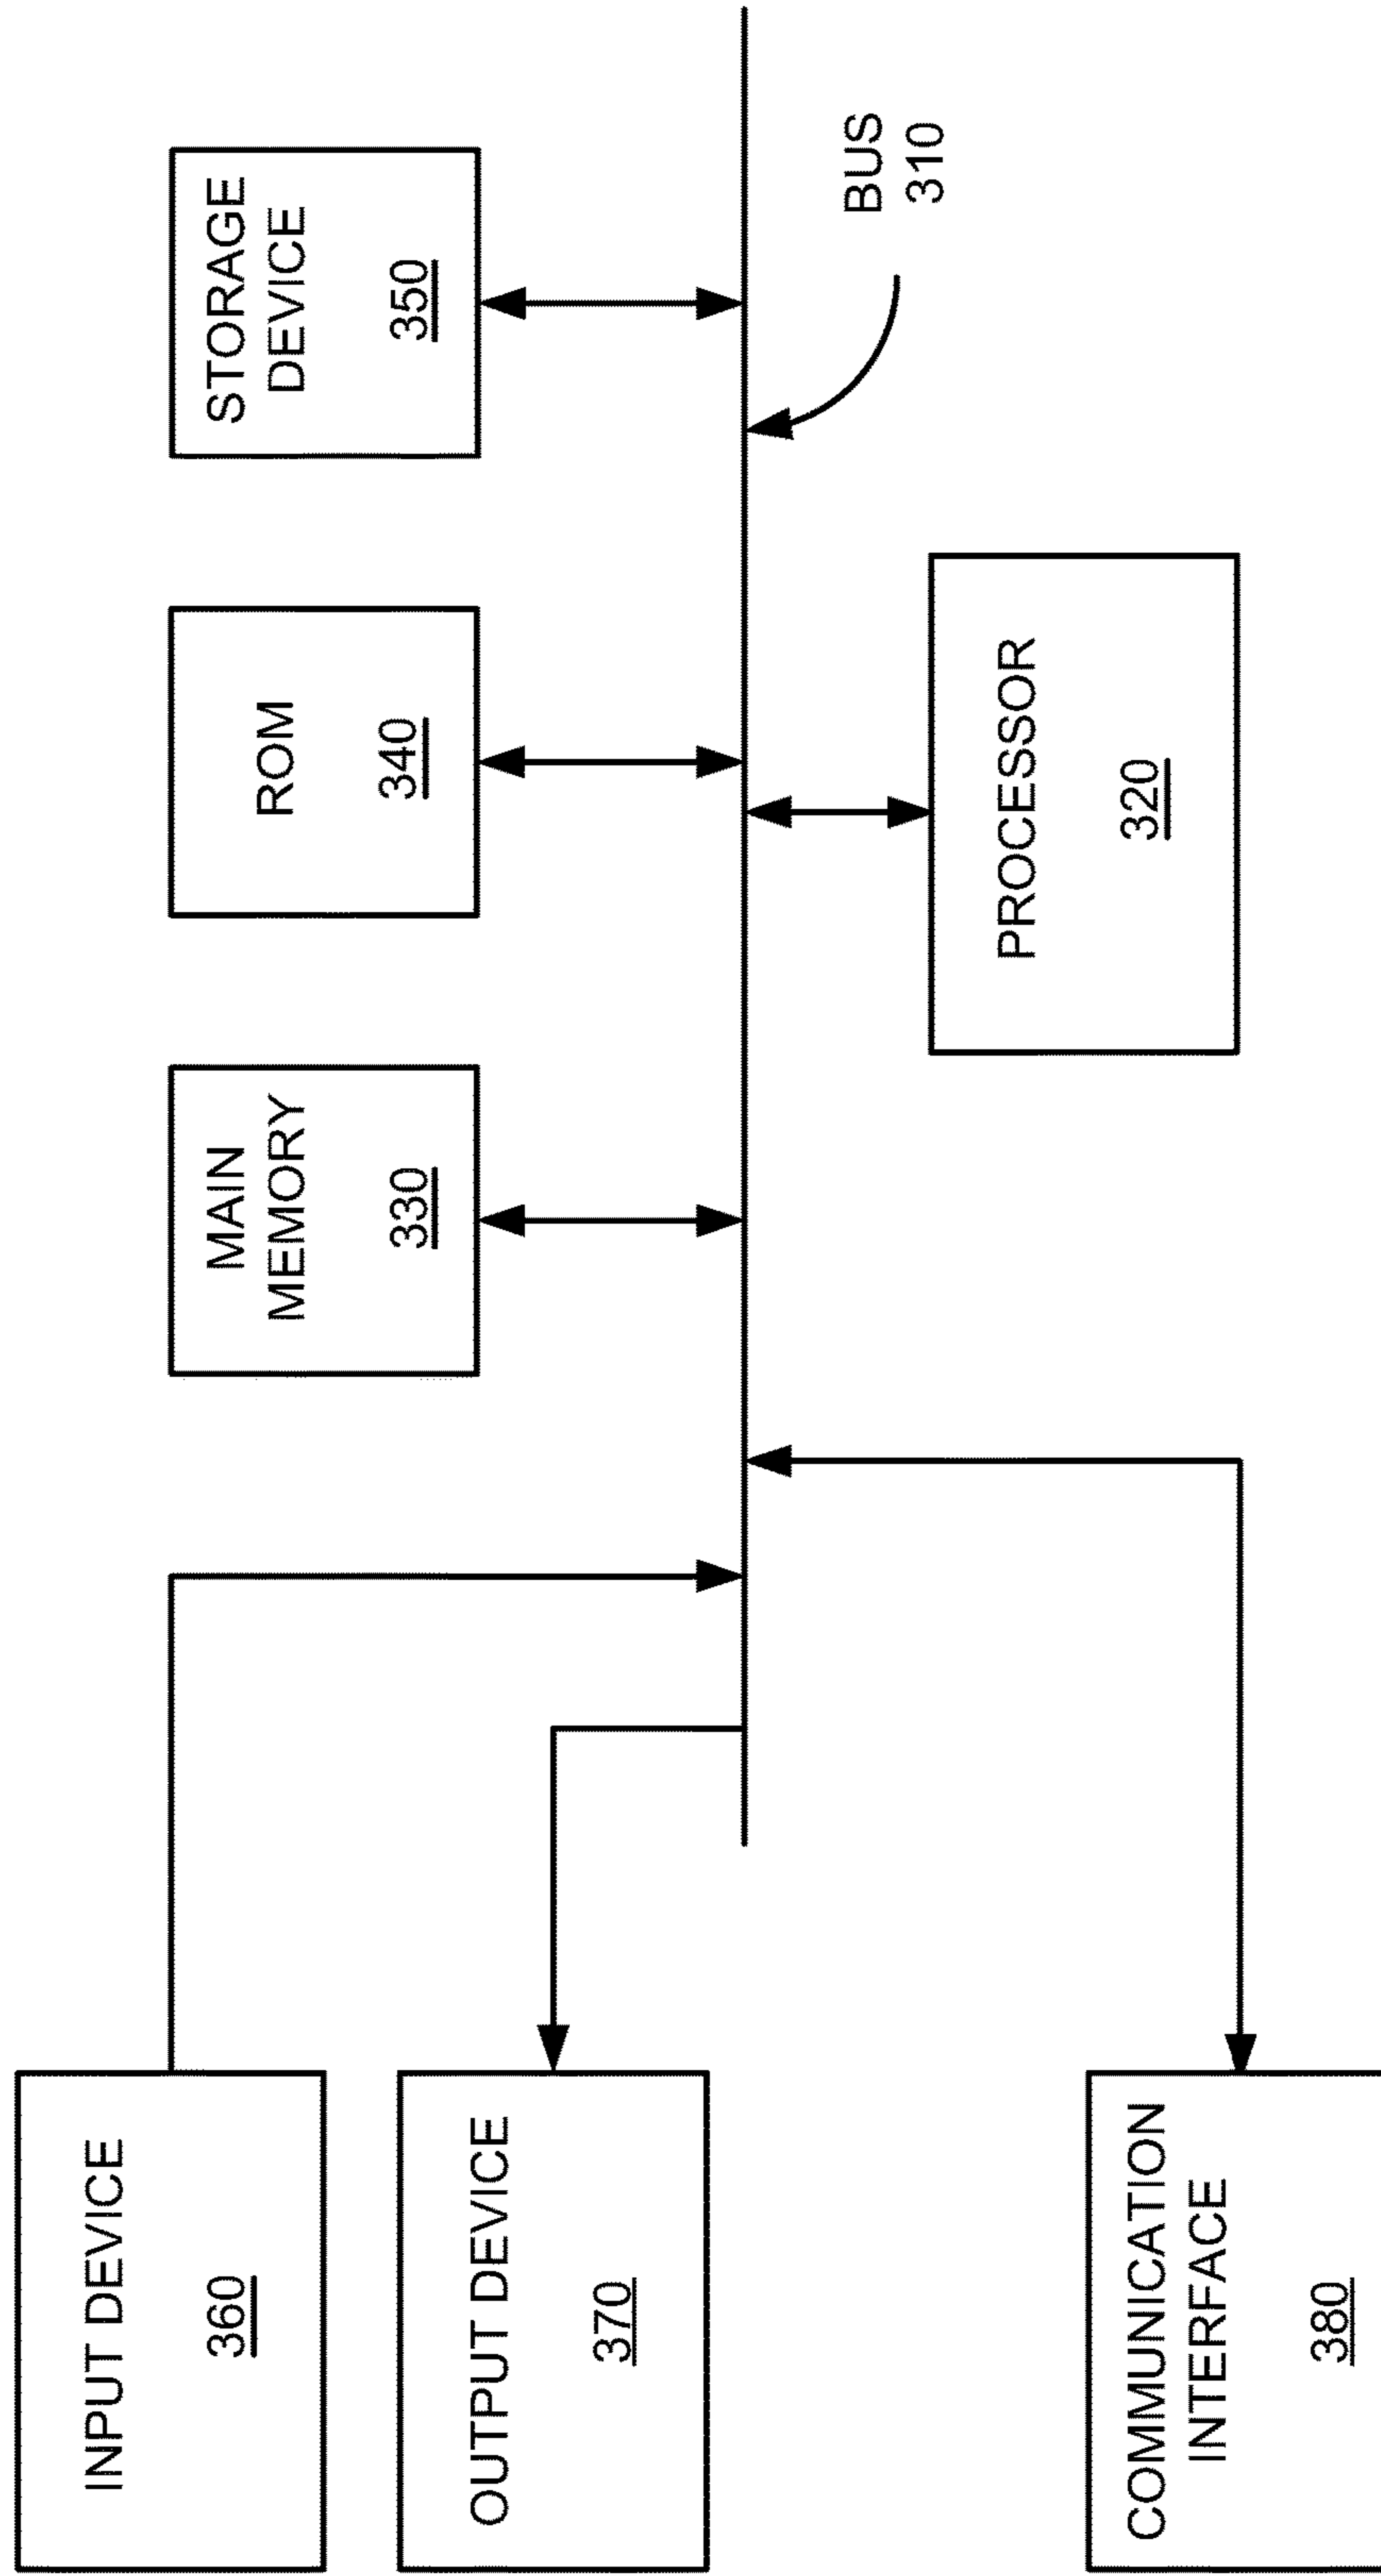 INPUT DEVICE
360
OUTPUT DEVICE
370
COMMUNICATION
INTERFACE
380
MAIN
MEMORY
330
ROM
340
STORAGE
DEVICE
350
PROCESSOR
320
BUS
310